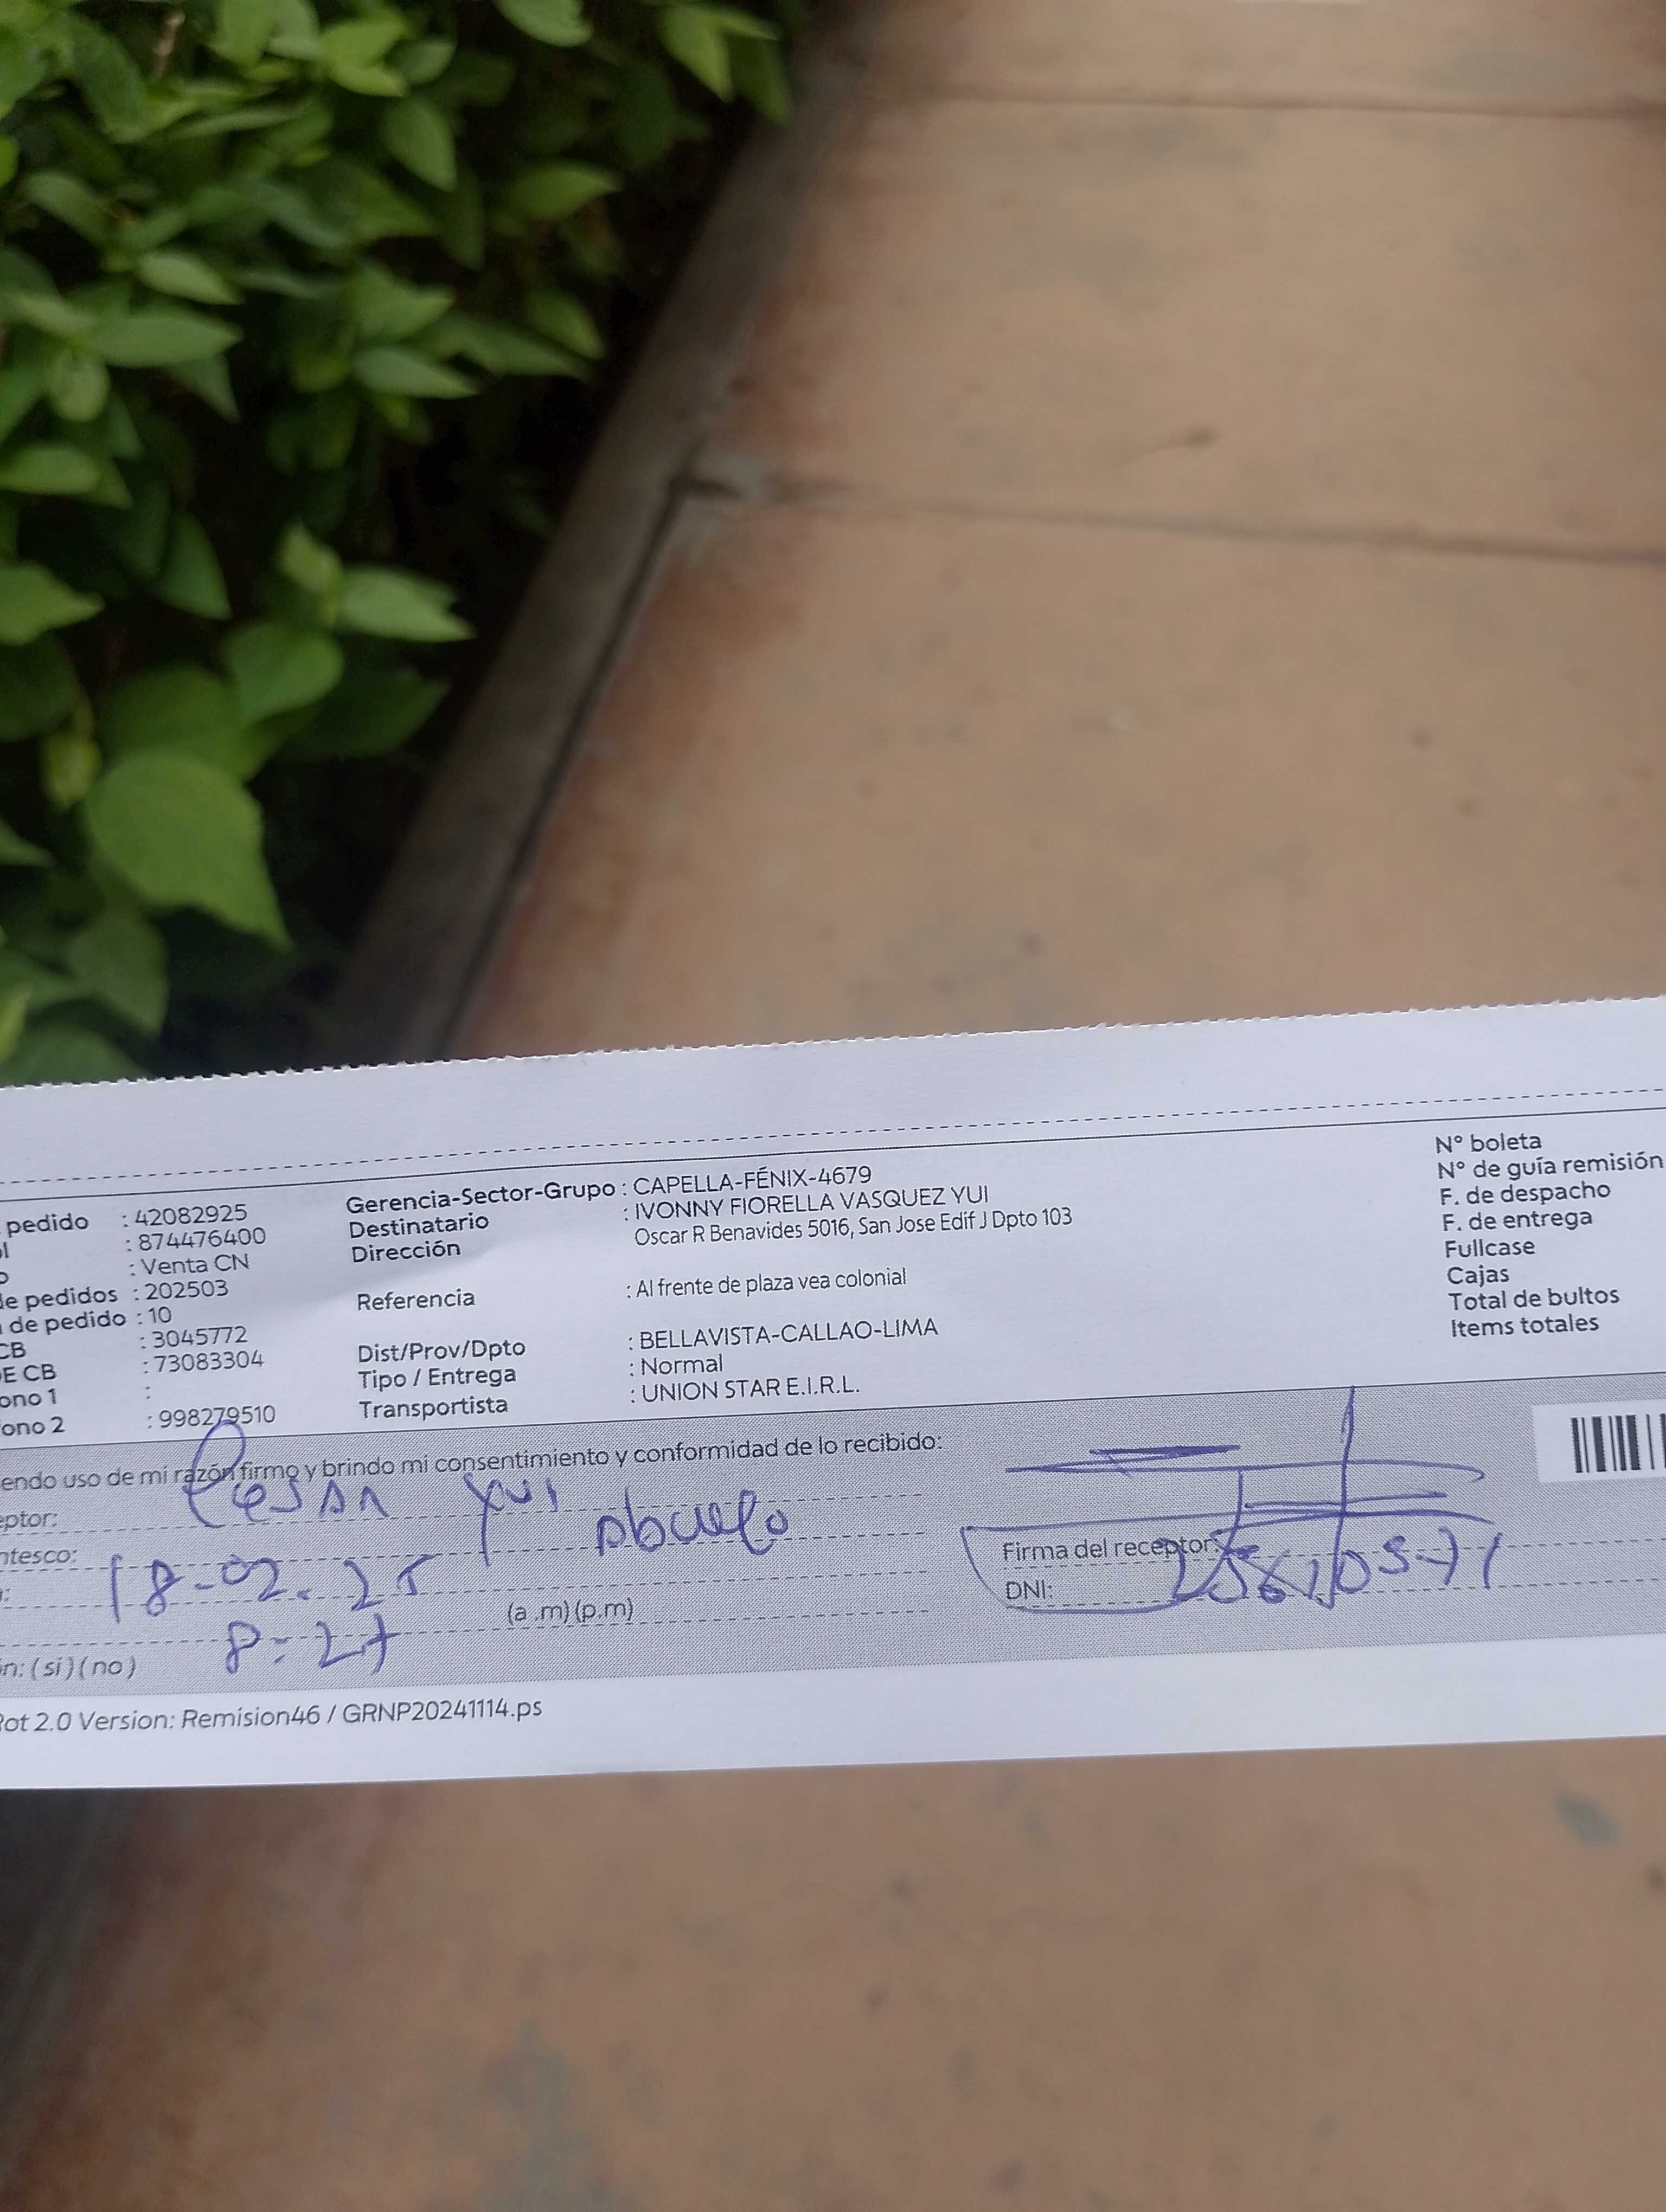 pedido : 42082925
: 874476400
: Venta CN
de pedidos : 202503
de pedido : 10
CB : 3045772
E CB : 73083304
ono 1 :
ono 2 : 998279510
Gerencia-Sector-Grupo : CAPELLA-FÉNIX-4679
Destinatario : IVONNY FIORELLA VASQUEZ YUI
Dirección Oscar R Benavides 5016, San Jose Edif J Dpto 103
Referencia : Al frente de plaza vea colonial
Dist/Prov/Dpto : BELLAVISTA-CALLAO-LIMA
Tipo / Entrega : Normal
Transportista : UNION STAR E.I.R.L.
N° boleta
N° de guía remisión
F. de despacho
F. de entrega
Fullcase
Cajas
Total de bultos
Items totales
endo uso de mi razón firmo y brindo mi consentimiento y conformidad de lo recibido:
eptor: Cesar Yui
ntesco: abuelo
18-02.25
8:27 (a .m) (p.m)
n: (si) (no)
Firma del receptor:
DNI:
Rot 2.0 Version: Remision46 / GRNP20241114.ps